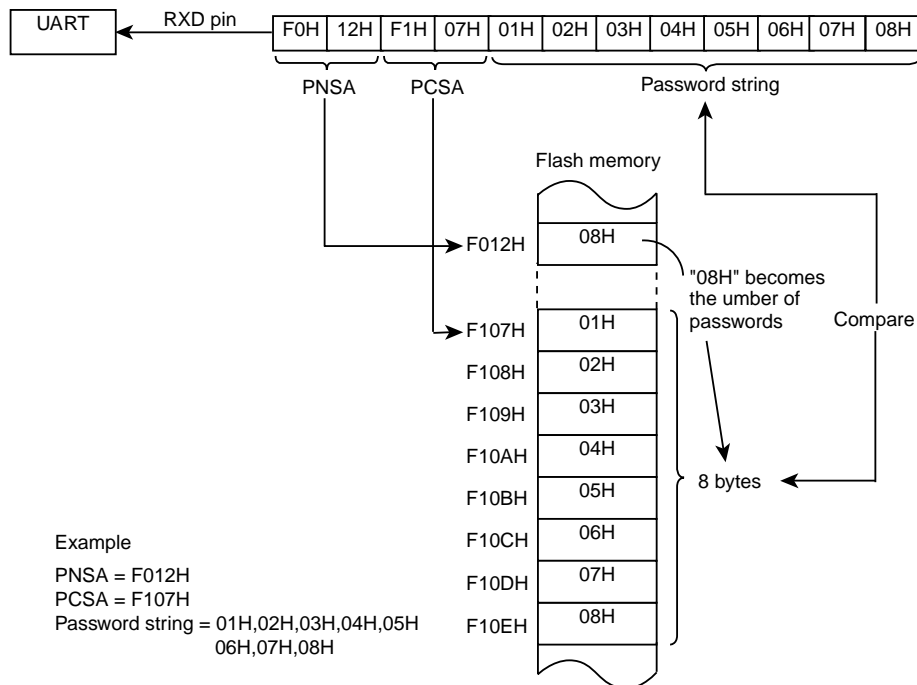 UART
RXD pin
F0H 12H F1H 07H 01H 02H 03H 04H 05H 06H 07H 08H
PNSA
PCSA
Password string
Flash memory
F012H
08H
"08H" becomes
the umber of
passwords
Compare
F107H
01H
F108H
02H
F109H
03H
F10AH
04H
F10BH
05H
F10CH
06H
F10DH
07H
F10EH
08H
8 bytes
Example
PNSA = F012H
PCSA = F107H
Password string = 01H,02H,03H,04H,05H
06H,07H,08H